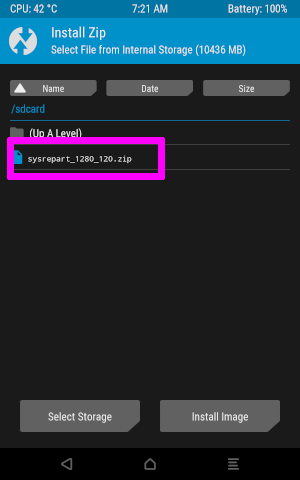 CPU: 42 °C 7:21 AM Battery: 100%
Install Zip
Select File from Internal Storage (10436 MB)
Name Date Size
/sdcard
(Up A Level)
sysrepart_1280_120.zip
Select Storage Install Image